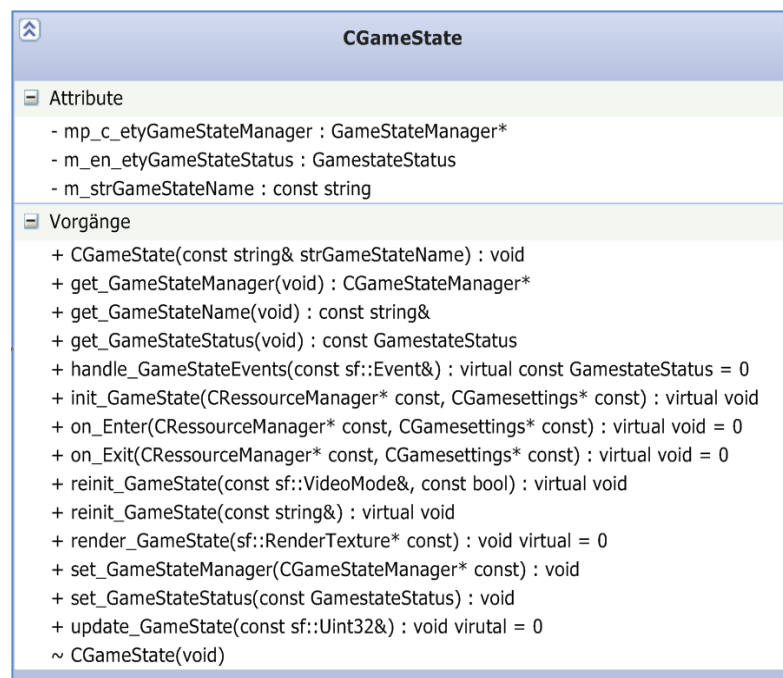 CGameState
Attribute
- mp_c_etyGameStateManager : GameStateManager*
- m_en_etyGameStateStatus : GamestateStatus
- m_strGameStateName : const string
Vorgänge
+ CGameState(const string& strGameStateName) : void
+ get_GameStateManager(void) : CGameStateManager*
+ get_GameStateName(void) : const string&
+ get_GameStateStatus(void) : const GamestateStatus
+ handle_GameStateEvents(const sf::Event&) : virtual const GamestateStatus = 0
+ init_GameState(CRessourceManager* const, CGamesettings* const) : virtual void
+ on_Enter(CRessourceManager* const, CGamesettings* const) : virtual void = 0
+ on_Exit(CRessourceManager* const, CGamesettings* const) : virtual void = 0
+ reinit_GameState(const sf::VideoMode&, const bool) : virtual void
+ reinit_GameState(const string&) : virtual void
+ render_GameState(sf::RenderTexture* const) : void virtual = 0
+ set_GameStateManager(CGameStateManager* const) : void
+ set_GameStateStatus(const GamestateStatus) : void
+ update_GameState(const sf::Uint32&) : void virutal = 0
~ CGameState(void)